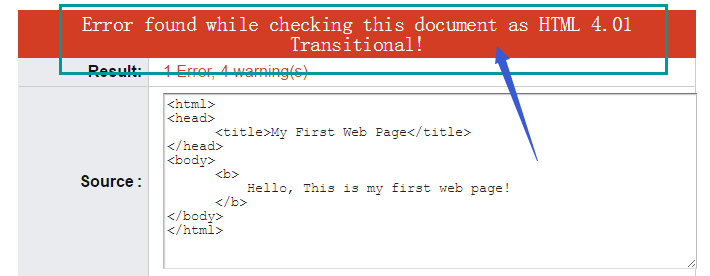 Error found while checking this document as HTML 4.01
Transitional!
Result: 1 Error, 4 warning(s)
Source :
<html>
<head>
<title>My First Web Page</title>
</head>
<body>
<b>
Hello, This is my first web page!
</b>
</body>
</html>